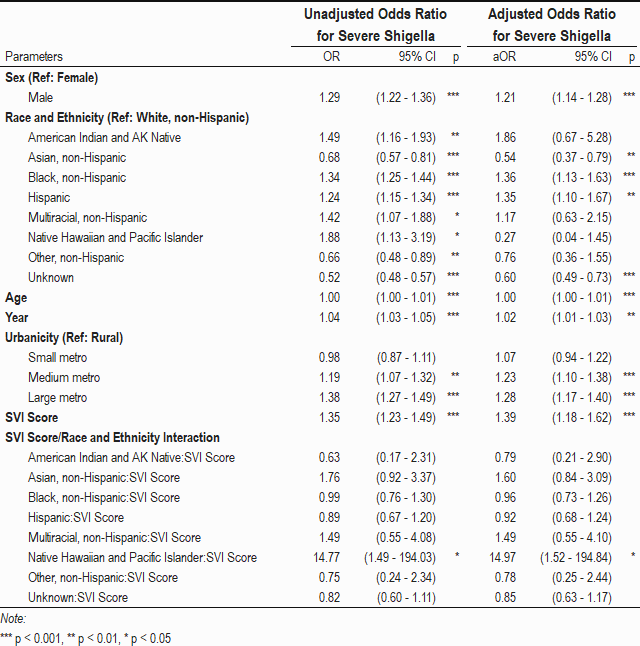 Unadjusted Odds Ratio Adjusted Odds Ratio
for Severe Shigella for Severe Shigella
Parameters OR 95% CI p aOR 95% CI p
Sex (Ref: Female)
Male 1.29 (1.22 - 1.36) *** 1.21 (1.14 - 1.28) ***
Race and Ethnicity (Ref: White, non-Hispanic)
American Indian and AK Native 1.49 (1.16 - 1.93) ** 1.86 (0.67 - 5.28)
Asian, non-Hispanic 0.68 (0.57 - 0.81) *** 0.54 (0.37 - 0.79) **
Black, non-Hispanic 1.34 (1.25 - 1.44) *** 1.36 (1.13 - 1.63) ***
Hispanic 1.24 (1.15 - 1.34) *** 1.35 (1.10 - 1.67) **
Multiracial, non-Hispanic 1.42 (1.07 - 1.88) * 1.17 (0.63 - 2.15)
Native Hawaiian and Pacific Islander 1.88 (1.13 - 3.19) * 0.27 (0.04 - 1.45)
Other, non-Hispanic 0.66 (0.48 - 0.89) ** 0.76 (0.36 - 1.55)
Unknown 0.52 (0.48 - 0.57) *** 0.60 (0.49 - 0.73) ***
Age 1.00 (1.00 - 1.01) *** 1.00 (1.00 - 1.01) ***
Year 1.04 (1.03 - 1.05) *** 1.02 (1.01 - 1.03) **
Urbanicity (Ref: Rural)
Small metro 0.98 (0.87 - 1.11) 1.07 (0.94 - 1.22)
Medium metro 1.19 (1.07 - 1.32) ** 1.23 (1.10 - 1.38) ***
Large metro 1.38 (1.27 - 1.49) *** 1.28 (1.17 - 1.40) ***
SVI Score 1.35 (1.23 - 1.49) *** 1.39 (1.18 - 1.62) ***
SVI Score/Race and Ethnicity Interaction
American Indian and AK Native:SVI Score 0.63 (0.17 - 2.31) 0.79 (0.21 - 2.90)
Asian, non-Hispanic:SVI Score 1.76 (0.92 - 3.37) 1.60 (0.84 - 3.09)
Black, non-Hispanic:SVI Score 0.99 (0.76 - 1.30) 0.96 (0.73 - 1.26)
Hispanic:SVI Score 0.89 (0.67 - 1.20) 0.92 (0.68 - 1.24)
Multiracial, non-Hispanic:SVI Score 1.49 (0.55 - 4.08) 1.49 (0.55 - 4.10)
Native Hawaiian and Pacific Islander:SVI Score 14.77 (1.49 - 194.03) * 14.97 (1.52 - 194.84) *
Other, non-Hispanic:SVI Score 0.75 (0.24 - 2.34) 0.78 (0.25 - 2.44)
Unknown:SVI Score 0.82 (0.60 - 1.11) 0.85 (0.63 - 1.17)
Note:
*** p < 0.001, ** p < 0.01, * p < 0.05